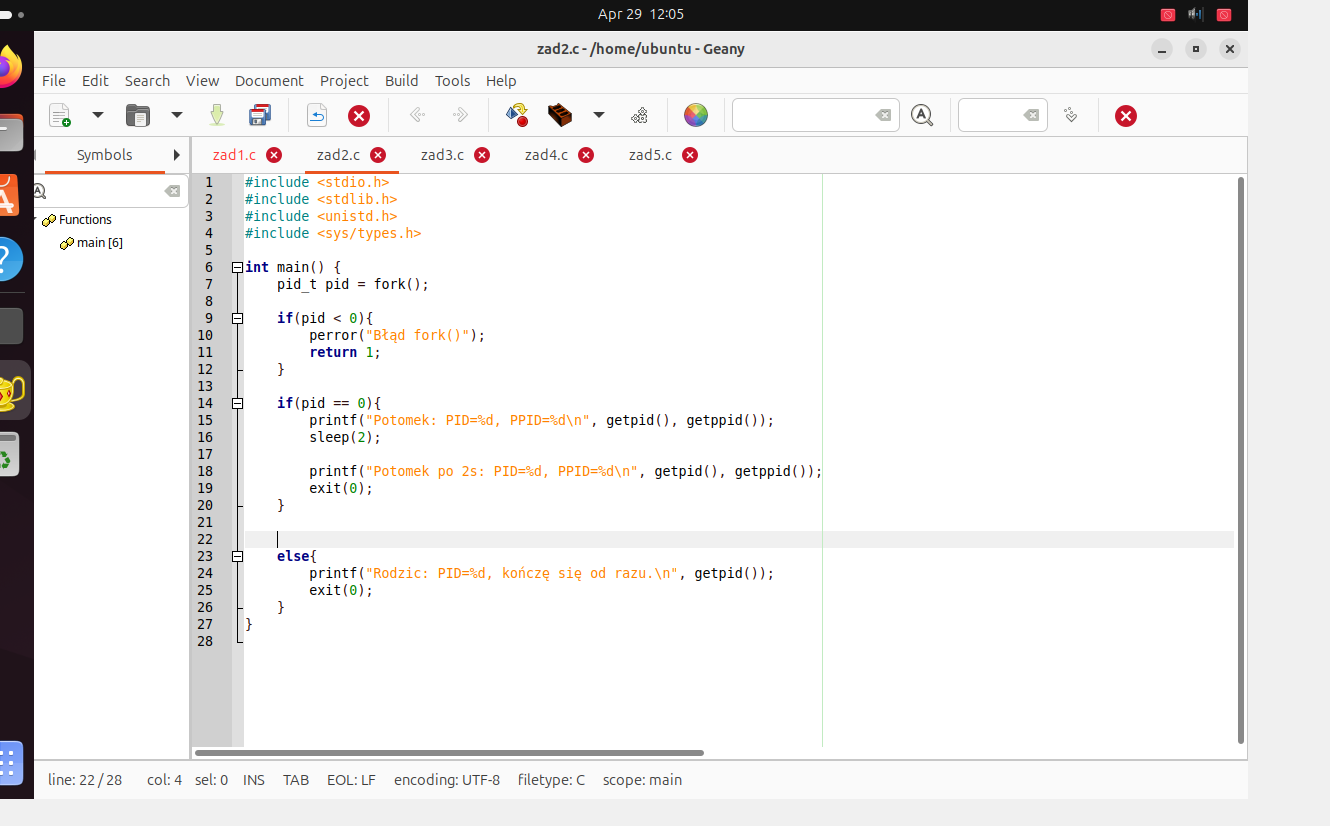 Apr 29 12:05
zad2.c - /home/ubuntu - Geany
File Edit Search View Document Project Build Tools Help
Symbols
zad1.c zad2.c zad3.c zad4.c zad5.c
Functions
main [6]
1 #include <stdio.h>
2 #include <stdlib.h>
3 #include <unistd.h>
4 #include <sys/types.h>
5
6 int main() {
7     pid_t pid = fork();
8
9     if(pid < 0){
10         perror("Błąd fork()");
11         return 1;
12     }
13
14     if(pid == 0){
15         printf("Potomek: PID=%d, PPID=%d\n", getpid(), getppid());
16         sleep(2);
17
18         printf("Potomek po 2s: PID=%d, PPID=%d\n", getpid(), getppid());
19         exit(0);
20     }
21
22
23     else{
24         printf("Rodzic: PID=%d, kończę się od razu.\n", getpid());
25         exit(0);
26     }
27 }
28
line: 22 / 28 col: 4 sel: 0 INS TAB EOL: LF encoding: UTF-8 filetype: C scope: main